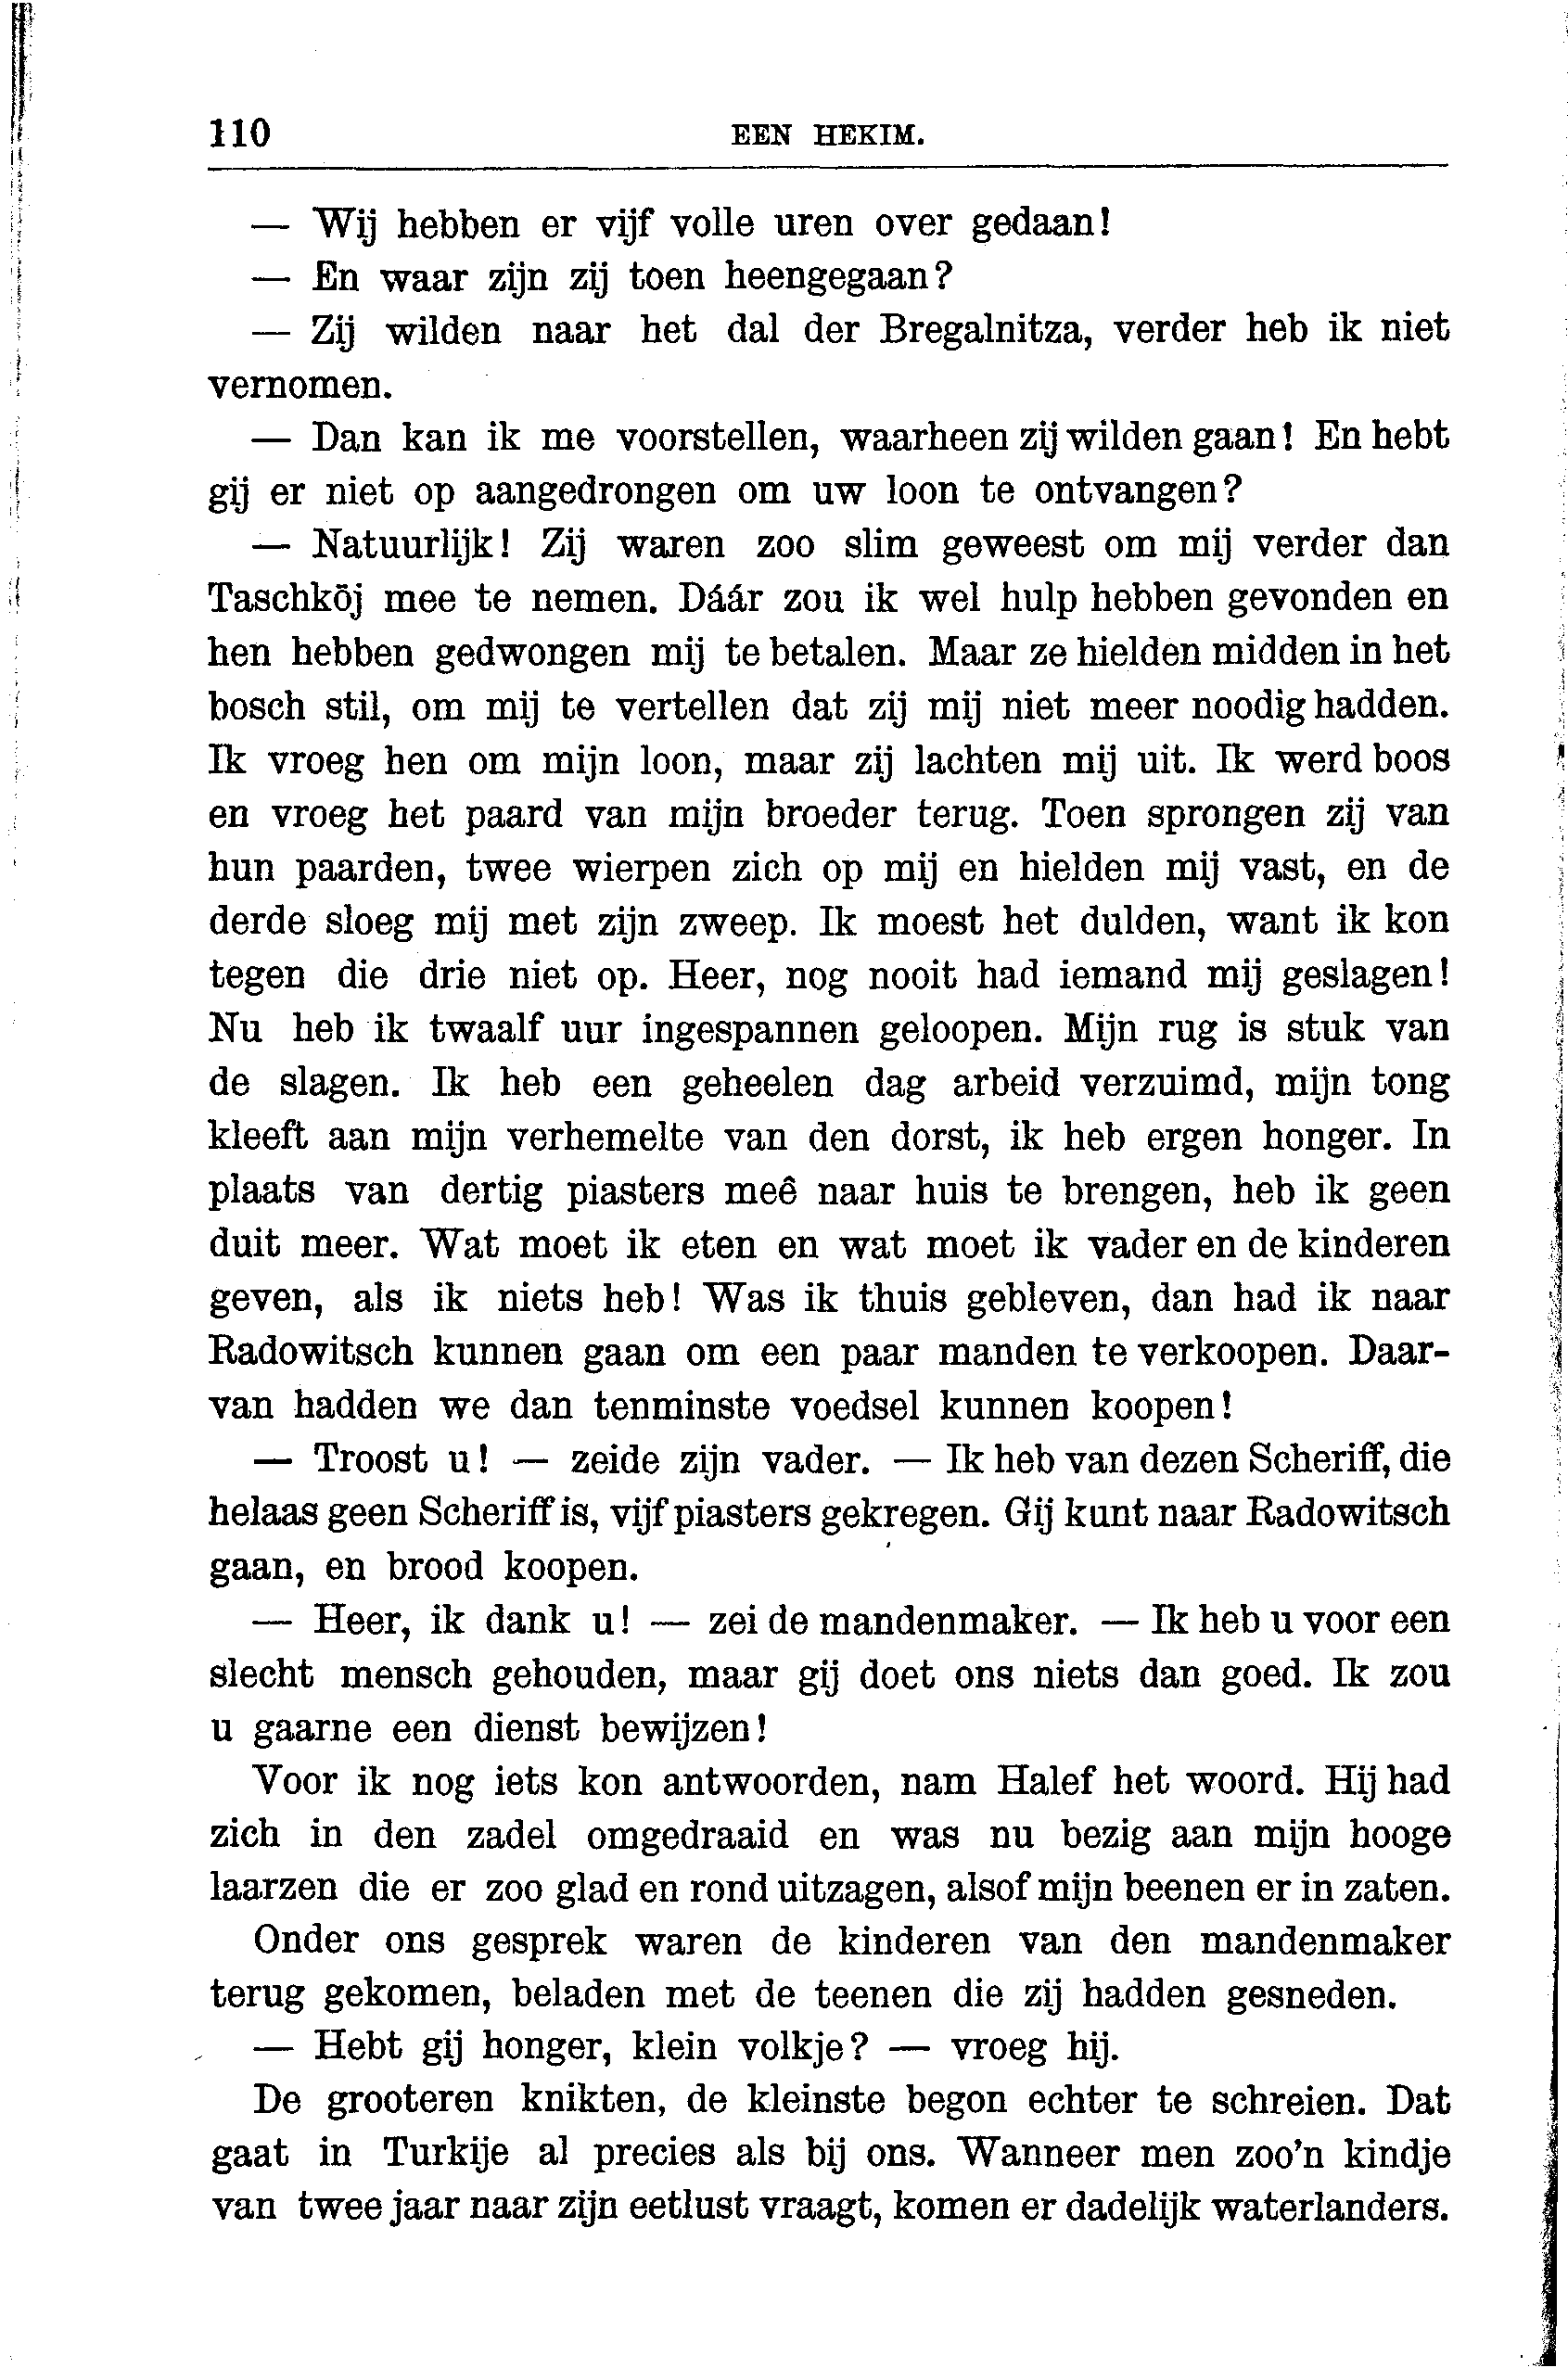 110 EEN HEKIM.
— Wij hebben er vijf volle uren over gedaan!
— En waar zijn zij toen heengegaan?
— Zij wilden naar het dal der Bregalnitza, verder heb ik niet
vernomen.
— Dan kan ik me voorstellen, waarheen zij wilden gaan! En hebt
gij er niet op aangedrongen om uw loon te ontvangen?
— Natuurlijk! Zij waren zoo slim geweest om mij verder dan
Taschköj mee te nemen. Dáár zou ik wel hulp hebben gevonden en
hen hebben gedwongen mij te betalen. Maar ze hielden midden in het
bosch stil, om mij te vertellen dat zij mij niet meer noodig hadden.
Ik vroeg hen om mijn loon, maar zij lachten mij uit. Ik werd boos
en vroeg het paard van mijn broeder terug. Toen sprongen zij van
hun paarden, twee wierpen zich op mij en hielden mij vast, en de
derde sloeg mij met zijn zweep. Ik moest het dulden, want ik kon
tegen die drie niet op. Heer, nog nooit had iemand mij geslagen!
Nu heb ik twaalf uur ingespannen geloopen. Mijn rug is stuk van
de slagen. Ik heb een geheelen dag arbeid verzuimd, mijn tong
kleeft aan mijn verhemelte van den dorst, ik heb ergen honger. In
plaats van dertig piasters meê naar huis te brengen, heb ik geen
duit meer. Wat moet ik eten en wat moet ik vader en de kinderen
geven, als ik niets heb! Was ik thuis gebleven, dan had ik naar
Radowitsch kunnen gaan om een paar manden te verkoopen. Daar-
van hadden we dan tenminste voedsel kunnen koopen!
— Troost u! — zeide zijn vader. — Ik heb van dezen Scheriff, die
helaas geen Scheriff is, vijf piasters gekregen. Gij kunt naar Radowitsch
gaan, en brood koopen.
— Heer, ik dank u! — zei de mandenmaker. — Ik heb u voor een
slecht mensch gehouden, maar gij doet ons niets dan goed. Ik zou
u gaarne een dienst bewijzen!
Voor ik nog iets kon antwoorden, nam Halef het woord. Hij had
zich in den zadel omgedraaid en was nu bezig aan mijn hooge
laarzen die er zoo glad en rond uitzagen, alsof mijn beenen er in zaten.
Onder ons gesprek waren de kinderen van den mandenmaker
terug gekomen, beladen met de teenen die zij hadden gesneden.
— Hebt gij honger, klein volkje? — vroeg hij.
De grooteren knikten, de kleinste begon echter te schreien. Dat
gaat in Turkije al precies als bij ons. Wanneer men zoo'n kindje
van twee jaar naar zijn eetlust vraagt, komen er dadelijk waterlanders.